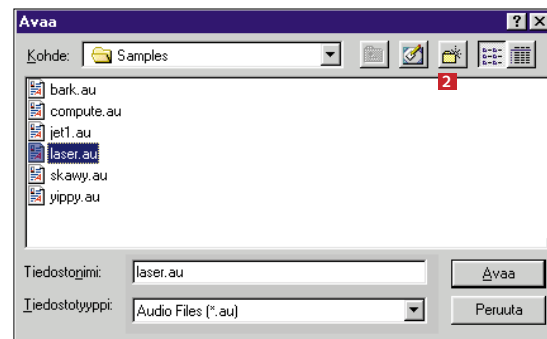 Avaa
Kohde: Samples
2
bark.au
compute.au
jet1.au
laser.au
skawy.au
yippy.au
Tiedostonimi: laser.au Avaa
Tiedostotyyppi: Audio Files (*.au) Peruuta